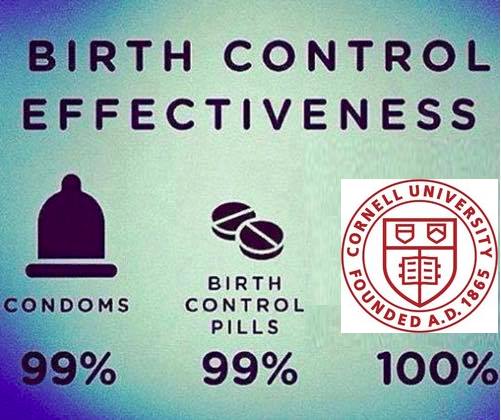 BIRTH CONTROL
EFFECTIVENESS
CONDOMS
99%
BIRTH
CONTROL
PILLS
99%
CORNELL UNIVERSITY
FOUNDED A.D. 1865
100%